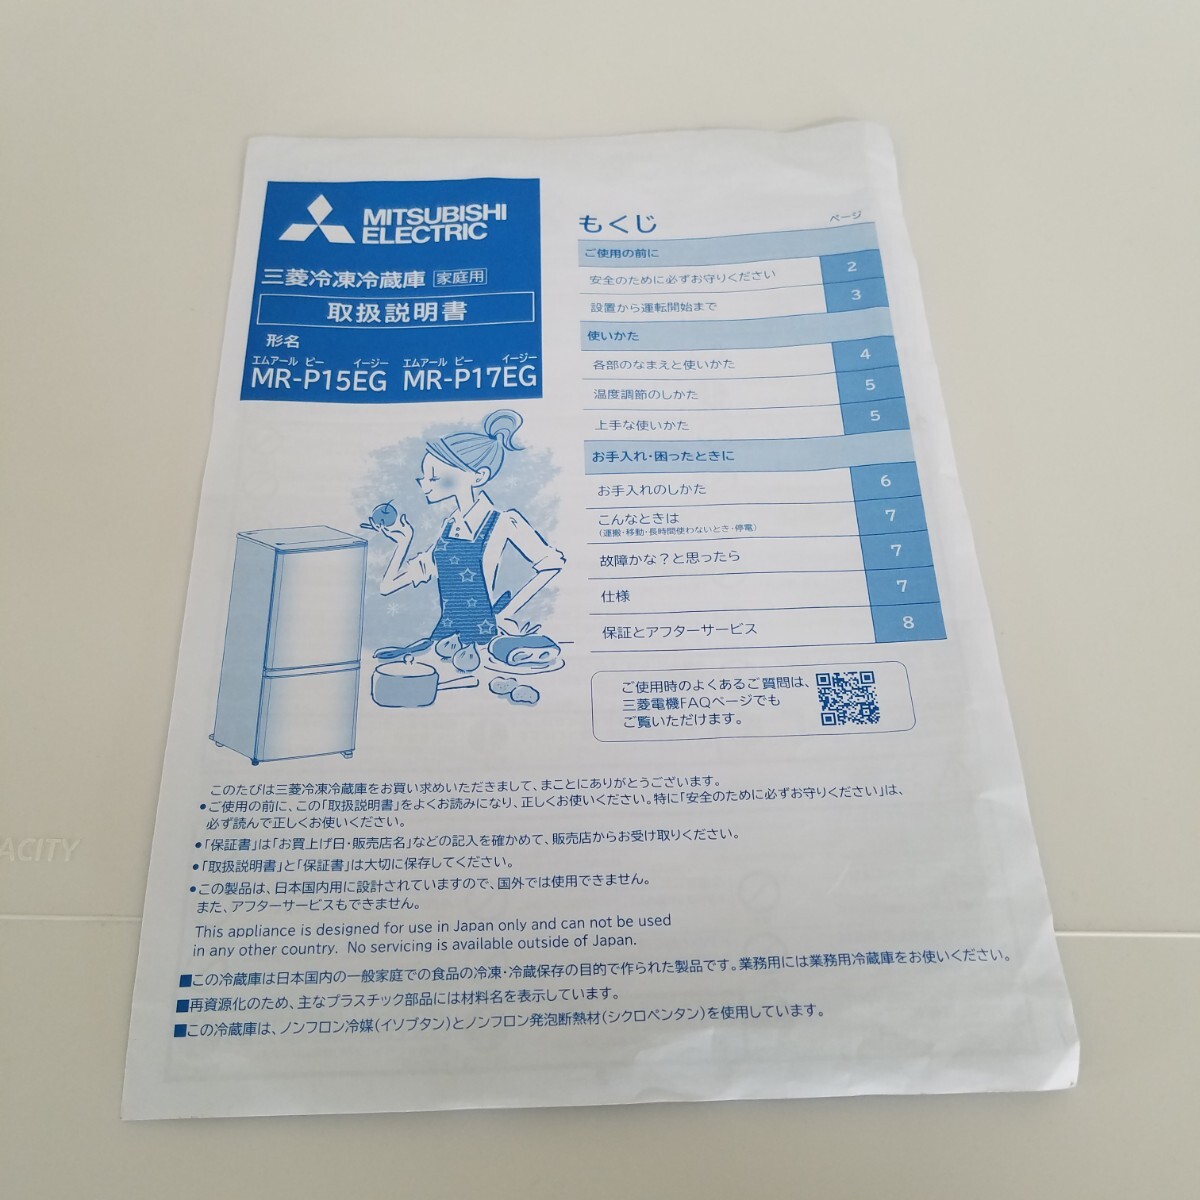 MITSUBISHI
ELECTRIC
三菱冷凍冷蔵庫 家庭用
取扱説明書
形名
エムアール ピー イージー エムアール ピー イージー
MR-P15EG MR-P17EG
もくじ
ページ
ご使用の前に
安全のために必ずお守りください 2
設置から運転開始まで 3
使いかた
各部のなまえと使いかた 4
温度調節のしかた 5
上手な使いかた 5
お手入れ・困ったときに
お手入れのしかた 6
こんなときは 7
(運搬・移動・長時間使わないとき・停電)
故障かな?と思ったら 7
仕様 7
保証とアフターサービス 8
ご使用時のよくあるご質問は、
三菱電機FAQページでも
ご覧いただけます。
このたびは三菱冷凍冷蔵庫をお買い求めいただきまして、まことにありがとうございます。
●ご使用の前に、この「取扱説明書」をよくお読みになり、正しくお使いください。特に「安全のために必ずお守りください」は、
必ず読んで正しくお使いください。
●「保証書」は「お買上げ日・販売店名」などの記入を確かめて、販売店からお受け取りください。
●「取扱説明書」と「保証書」は大切に保存してください。
●この製品は、日本国内用に設計されていますので、国外では使用できません。
また、アフターサービスもできません。
This appliance is designed for use in Japan only and can not be used
in any other country. No servicing is available outside of Japan.
■この冷蔵庫は日本国内の一般家庭での食品の冷凍・冷蔵保存の目的で作られた製品です。業務用には業務用冷蔵庫をお使いください。
■再資源化のため、主なプラスチック部品には材料名を表示しています。
■この冷蔵庫は、ノンフロン冷媒(イソブタン)とノンフロン発泡断熱材(シクロペンタン)を使用しています。
ACITY